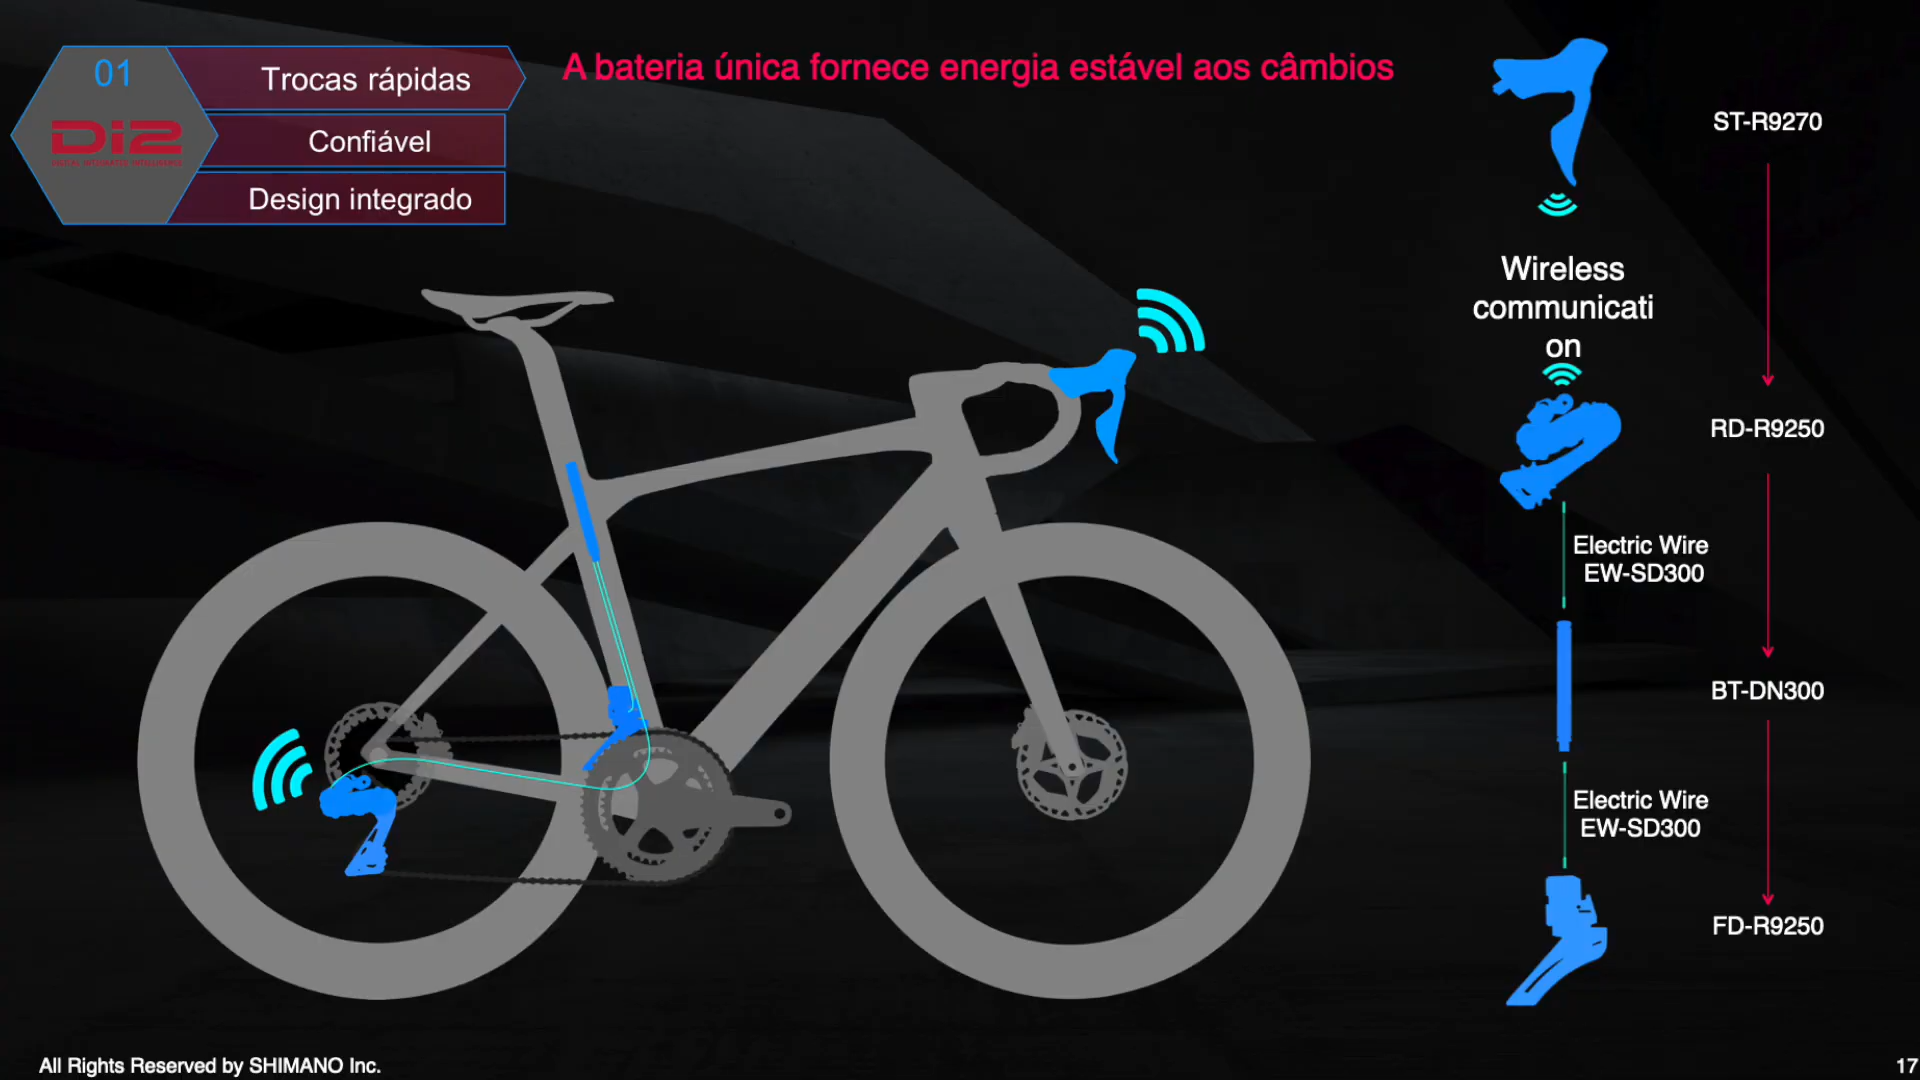 01
Di2
Trocas rápidas
Confiável
Design integrado
A bateria única fornece energia estável aos câmbios
ST-R9270
Wireless
communicati
on
RD-R9250
Electric Wire
EW-SD300
BT-DN300
Electric Wire
EW-SD300
FD-R9250
All Rights Reserved by SHIMANO Inc.
17